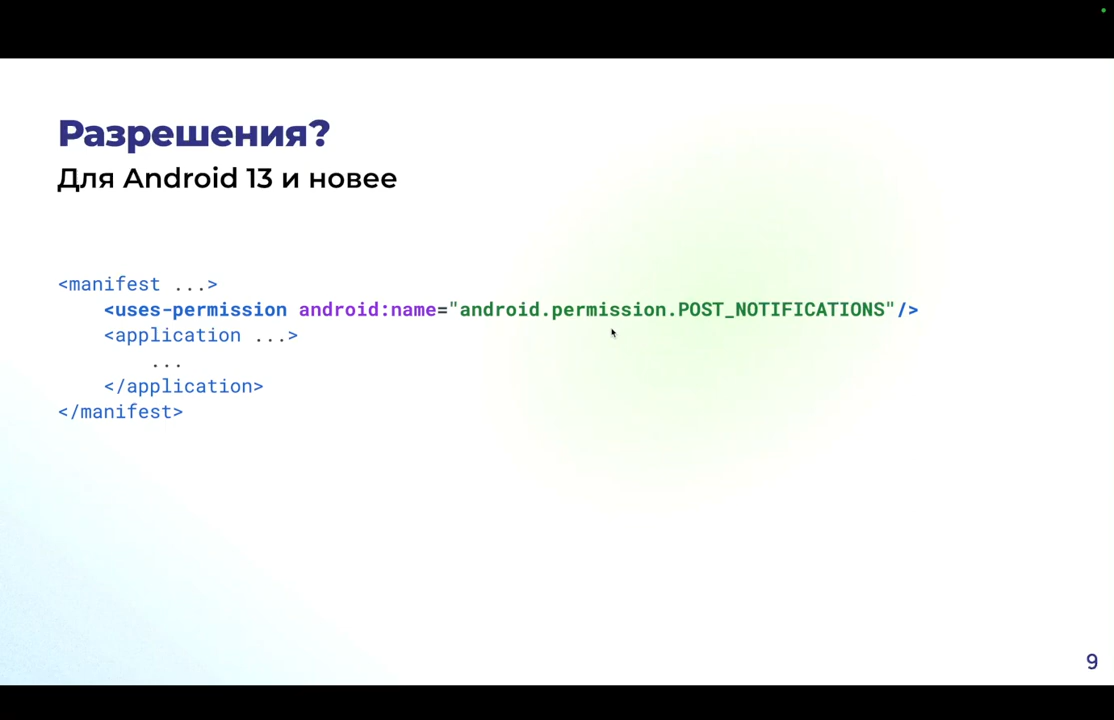 Разрешения?
Для Android 13 и новее
<manifest ...>
<uses-permission android:name="android.permission.POST_NOTIFICATIONS"/>
<application ...>
...
</application>
</manifest>
9